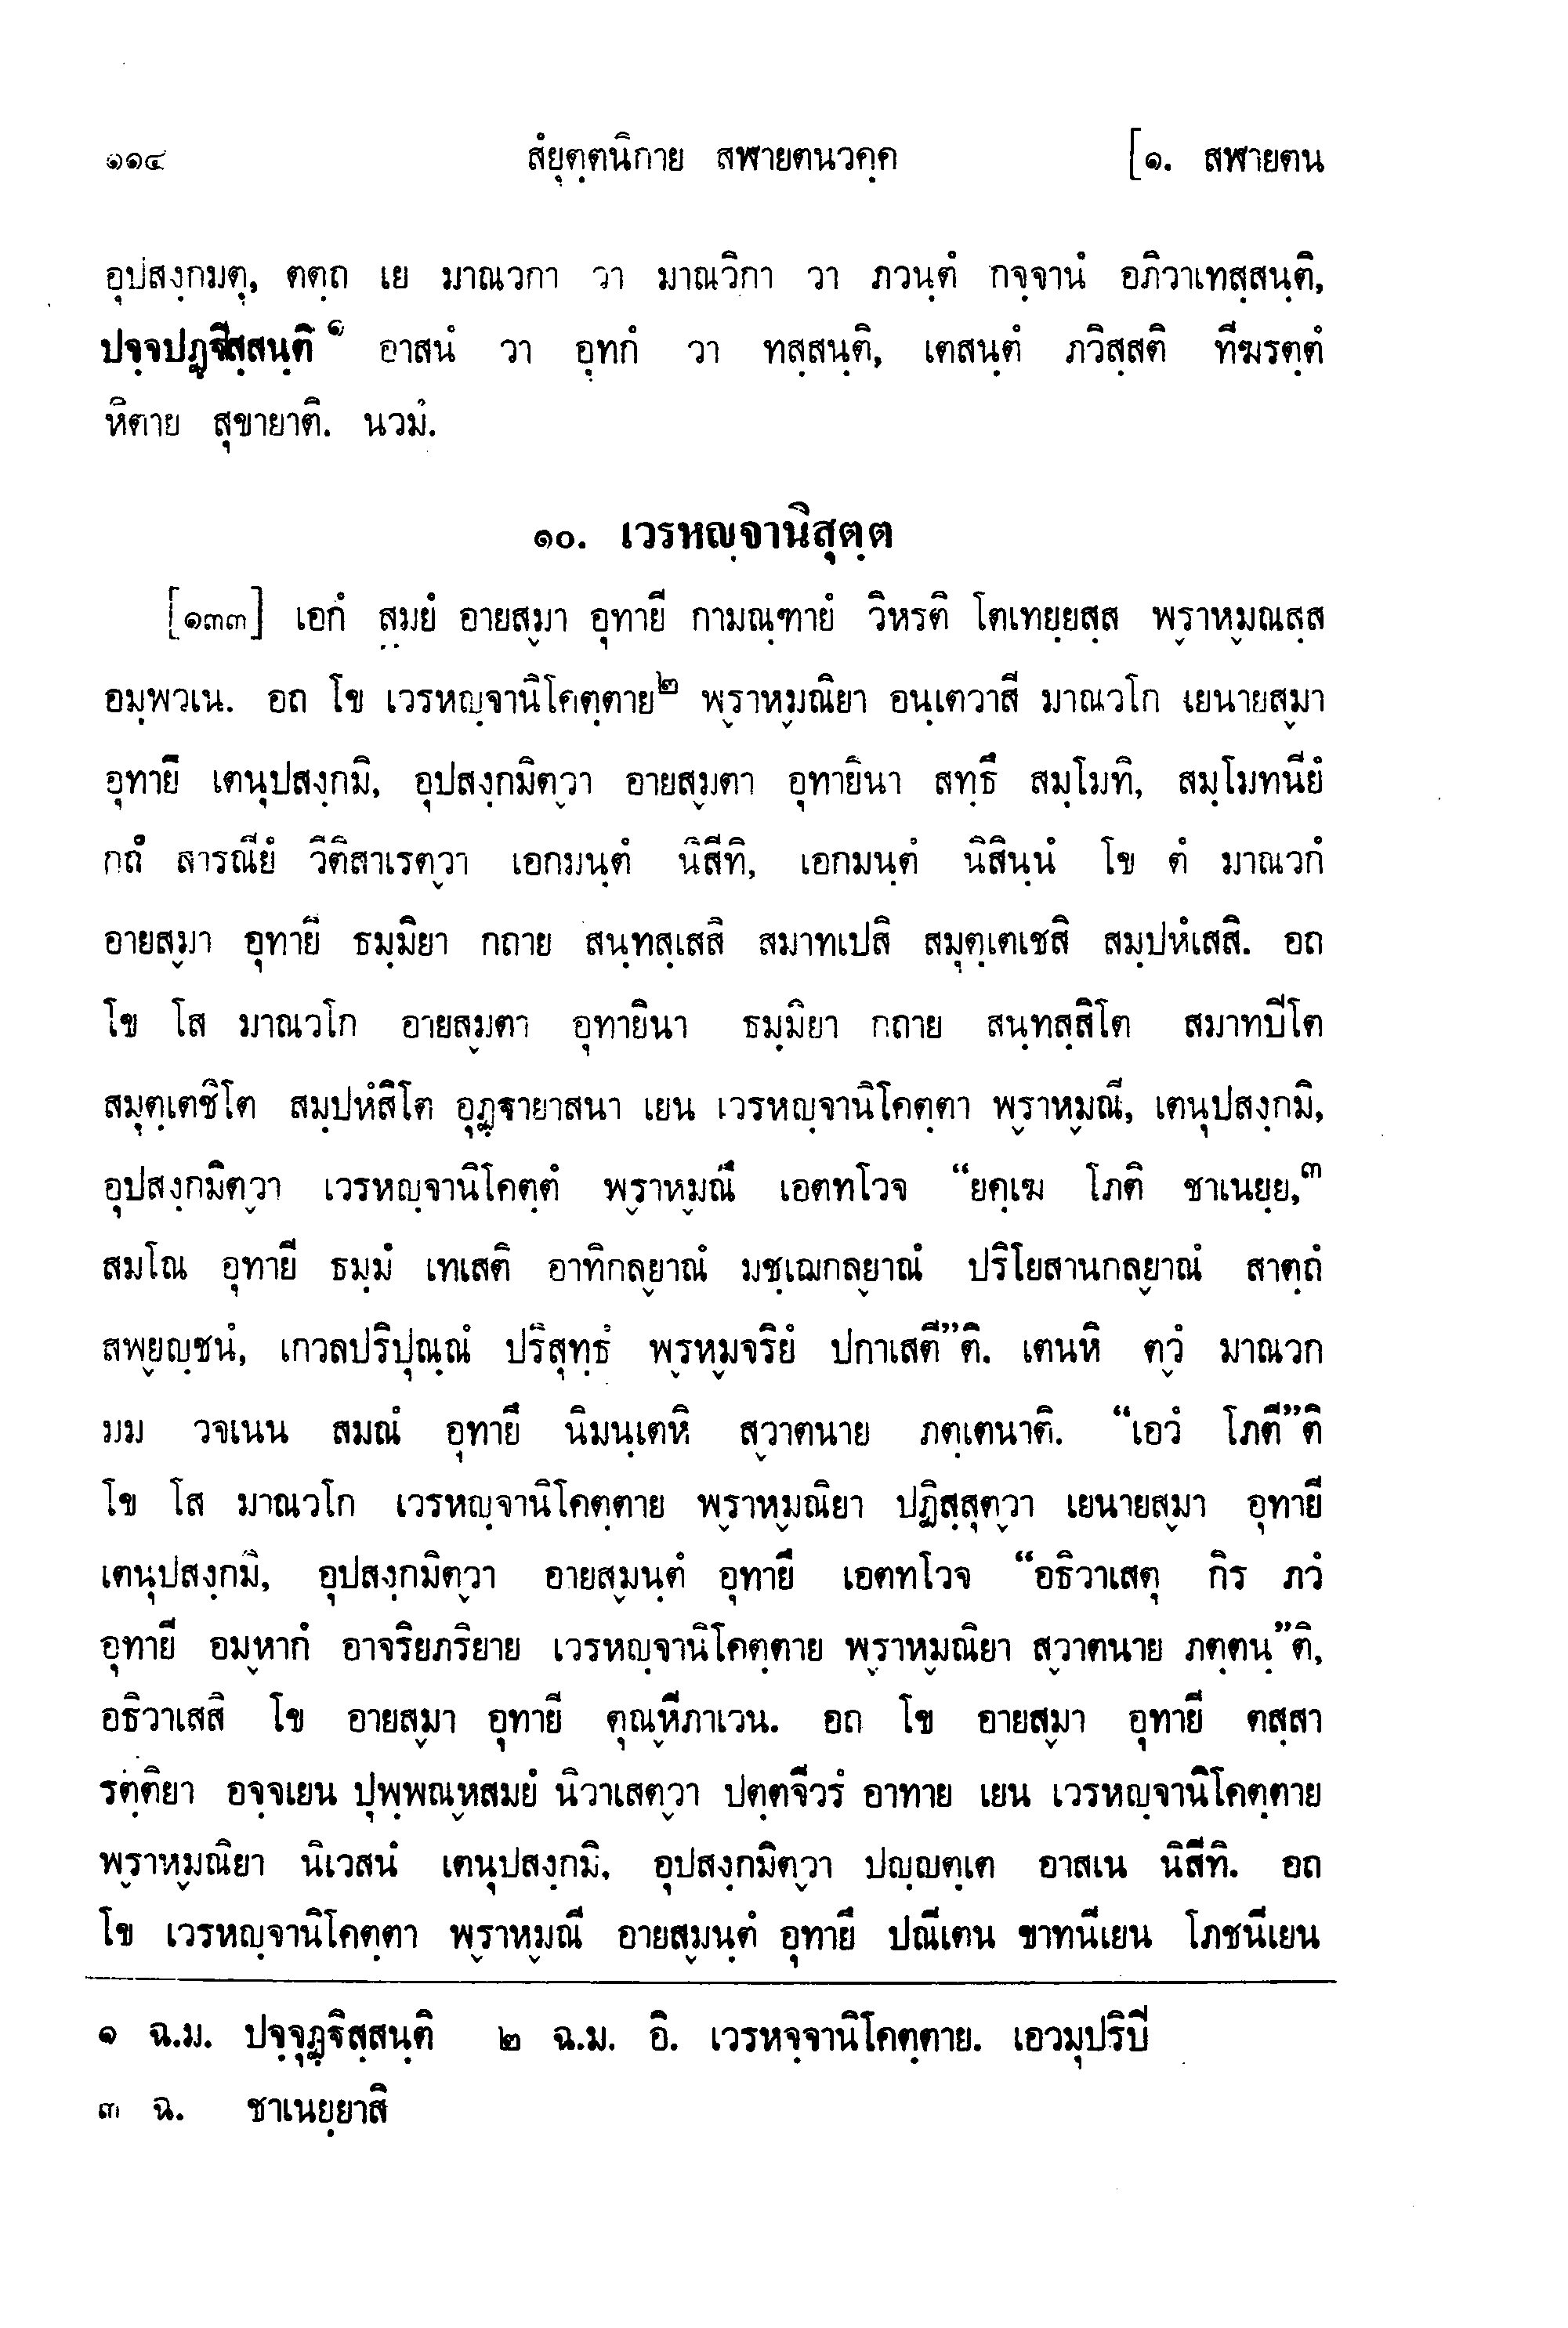 ๑๑๔ สํยุตฺตนิกาย สฬายตนวคฺค [๑. สฬายตน
อุปสงฺกมตุ, ตตฺถ เย มาณวกา วา มาณวิกา วา ภวนฺตํ กจฺจานํ อภิวาเทสฺสนฺติ,
ปจฺจปฏฺฐิสฺสนฺติ ๑ อาสนํ วา อุทกํ วา ทสฺสนฺติ, เตสนฺตํ ภวิสฺสติ ทีฆรตฺตํ
หิตาย สุขายาติ. นวมํ.
๑๐. เวรหญฺจานิสุตฺต
[๑๓๓] เอกํ สมยํ อายสฺมา อุทายี กามณฺฑายํ วิหรติ โตเทยฺยสฺส พฺราหฺมณสฺส
อมฺพวเน. อถ โข เวรหญฺจานิโคตฺตาย๒ พฺราหฺมณิยา อนฺเตวาสี มาณวโก เยนายสฺมา
อุทายี เตนุปสงฺกมิ, อุปสงฺกมิตฺวา อายสฺมตา อุทายินา สทฺธึ สมฺโมทิ, สมฺโมทนียํ
กถํ สารณียํ วีติสาเรตฺวา เอกมนฺตํ นิสีทิ, เอกมนฺตํ นิสินฺนํ โข ตํ มาณวกํ
อายสฺมา อุทายี ธมฺมิยา กถาย สนฺทสฺเสสิ สมาทเปสิ สมุตฺเตเชสิ สมฺปหํเสสิ. อถ
โข โส มาณวโก อายสฺมตา อุทายินา ธมฺมิยา กถาย สนฺทสฺสิโต สมาทปิโต
สมุตฺเตชิโต สมฺปหํสิโต อุฏฺฐายาสนา เยน เวรหญฺจานิโคตฺตา พฺราหฺมณี, เตนุปสงฺกมิ,
อุปสงฺกมิตฺวา เวรหญฺจานิโคตฺตํ พฺราหฺมณึ เอตทโวจ “ยคฺเฆ โภติ ชาเนยฺย,๓
สมโณ อุทายี ธมฺมํ เทเสติ อาทิกลฺยาณํ มชฺเฌกลฺยาณํ ปริโยสานกลฺยาณํ สาตฺถํ
สพฺยญฺชนํ, เกวลปริปุณฺณํ ปริสุทฺธํ พฺรหฺมจริยํ ปกาเสตี”ติ. เตนหิ ตฺวํ มาณวก
มม วจเนน สมณํ อุทายึ นิมนฺเตหิ สฺวาตนาย ภตฺเตนาติ. “เอวํ โภตี”ติ
โข โส มาณวโก เวรหญฺจานิโคตฺตาย พฺราหฺมณิยา ปฏิสฺสุตฺวา เยนายสฺมา อุทายี
เตนุปสงฺกมิ, อุปสงฺกมิตฺวา อายสฺมนฺตํ อุทายึ เอตทโวจ “อธิวาเสตุ กิร ภวํ
อุทายี อมฺหากํ อาจริยภริยาย เวรหญฺจานิโคตฺตาย พฺราหฺมณิยา สฺวาตนาย ภตฺตนฺ”ติ,
อธิวาเสสิ โข อายสฺมา อุทายี ตุณฺหีภาเวน. อถ โข อายสฺมา อุทายี ตสฺสา
รตฺติยา อจฺจเยน ปุพฺพณฺหสมยํ นิวาเสตฺวา ปตฺตจีวรํ อาทาย เยน เวรหญฺจานิโคตฺตาย
พฺราหฺมณิยา นิเวสนํ เตนุปสงฺกมิ, อุปสงฺกมิตฺวา ปญฺญตฺเต อาสเน นิสีทิ. อถ
โข เวรหญฺจานิโคตฺตา พฺราหฺมณี อายสฺมนฺตํ อุทายึ ปณีเตน ขาทนีเยน โภชนีเยน
๑ ฉ.ม. ปจฺจุฏฺฐิสฺสนฺติ ๒ ฉ.ม. อิ. เวรหจฺจานิโคตฺตาย. เอวมุปริปิ
๓ ฉ. ชาเนยฺยาสิ